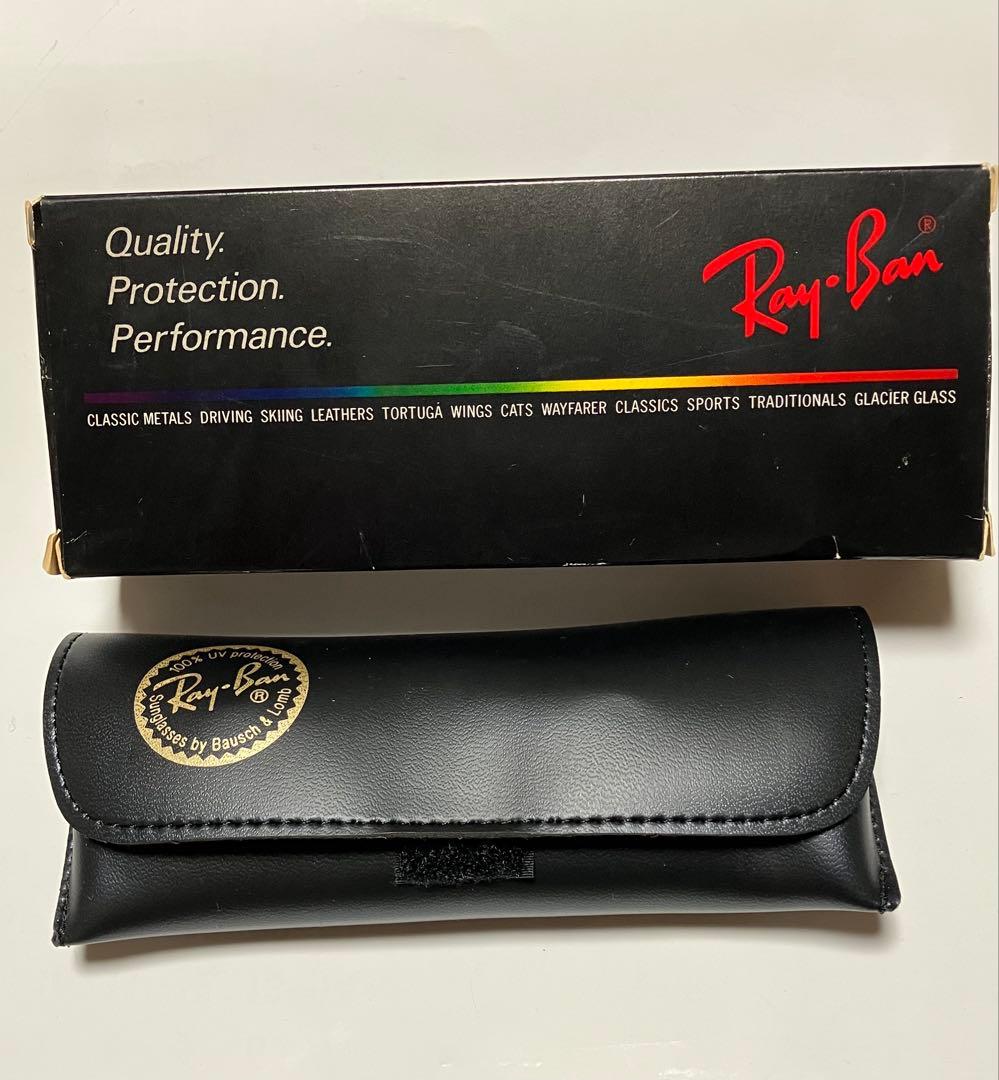 Quality.
Protection.
Performance.
Ray·Ban®
CLASSIC METALS DRIVING SKIING LEATHERS TORTUGÁ WINGS CATS WAYFARER CLASSICS SPORTS TRADITIONALS GLACIER GLASS
100% UV protection
Ray·Ban®
Sunglasses by Bausch & Lomb